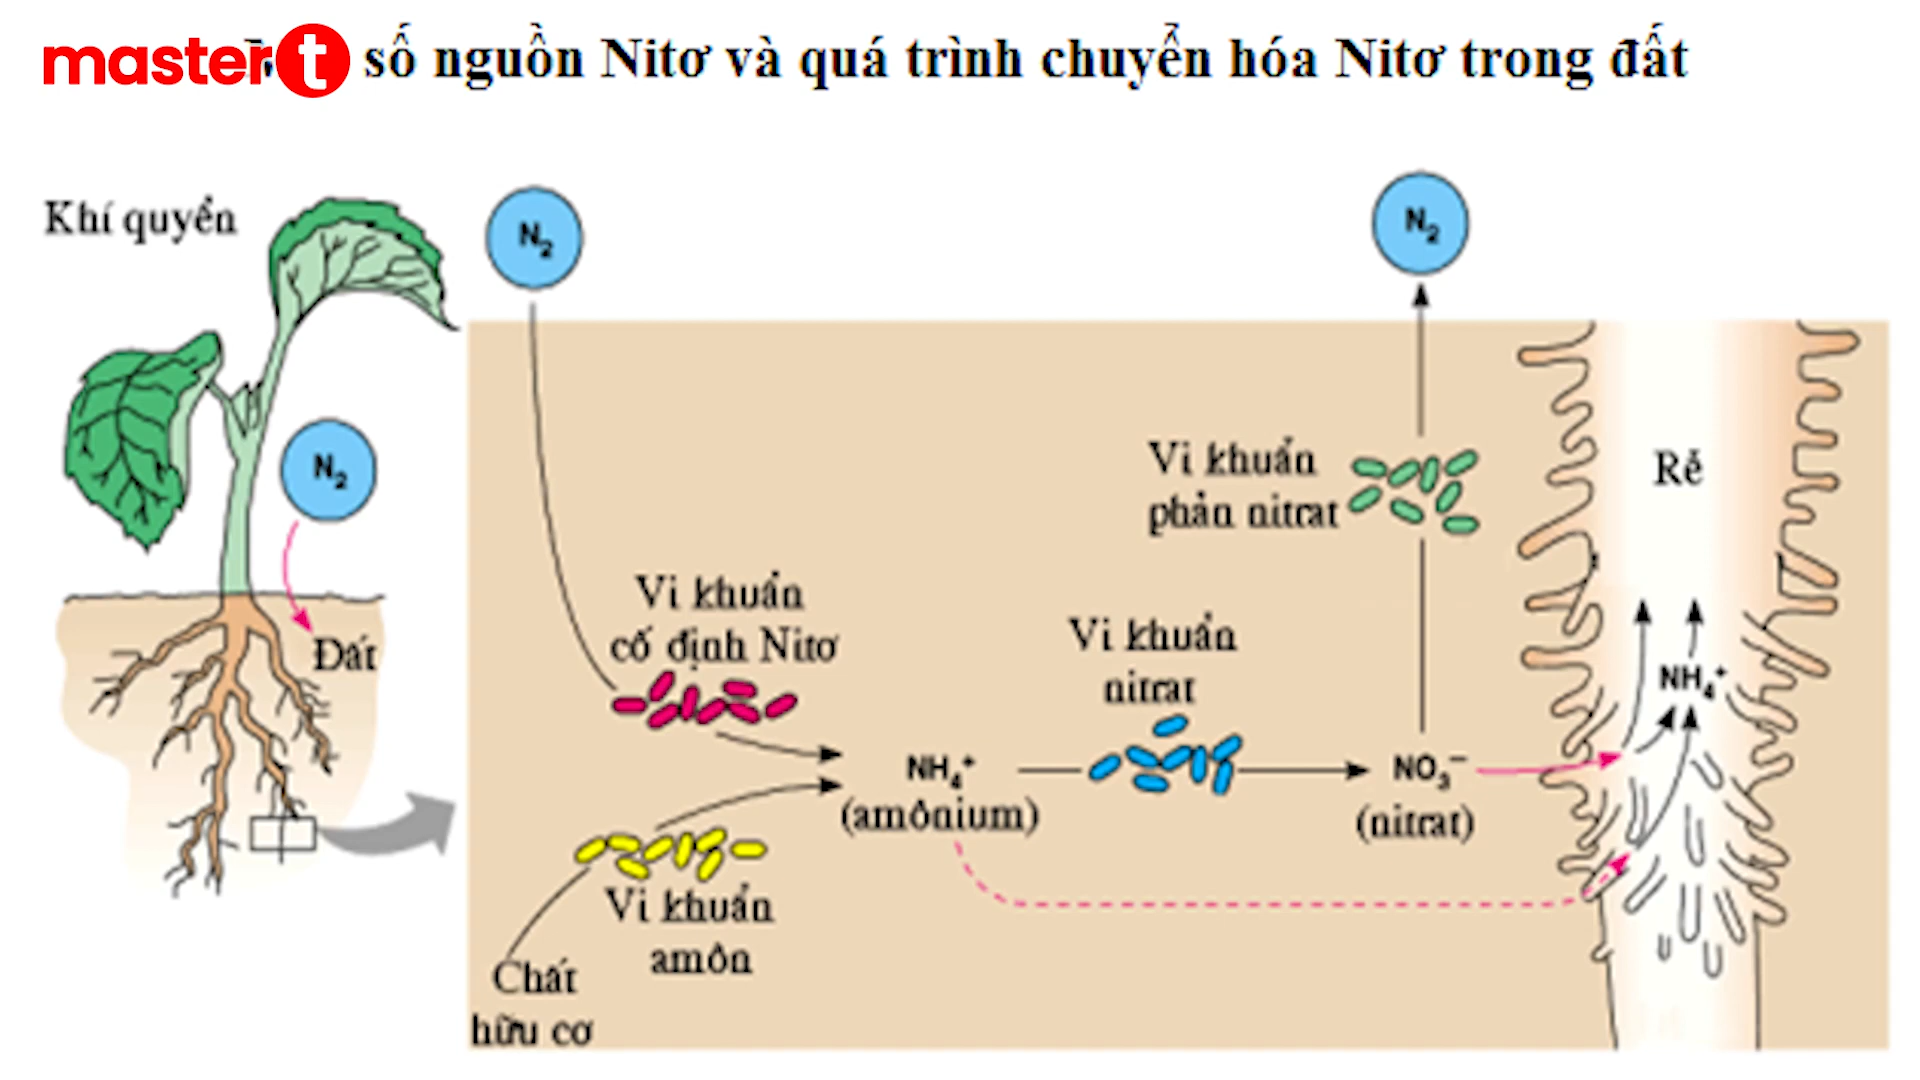 mastert số nguồn Nitơ và quá trình chuyển hóa Nitơ trong đất
Khí quyển
N2
N2
N2
Đất
Vi khuẩn
cố định Nitơ
Vi khuẩn
amôn
Chất
hữu cơ
NH4+
(amônium)
Vi khuẩn
nitrat
Vi khuẩn
phản nitrat
NO3−
(nitrat)
Rễ
NH4+